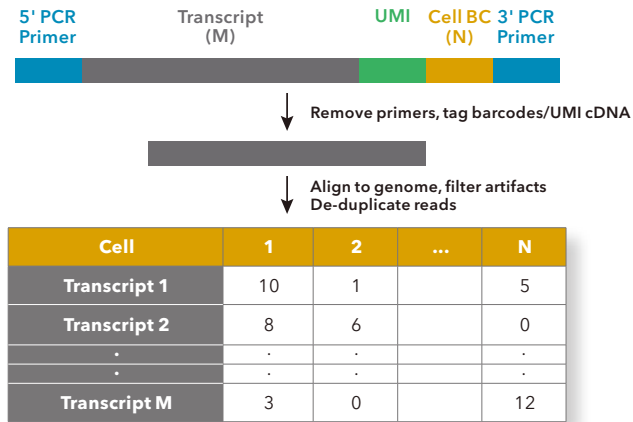 5' PCR Primer
Transcript (M)
UMI
Cell BC (N)
3' PCR Primer
Remove primers, tag barcodes/UMI cDNA
Align to genome, filter artifacts
De-duplicate reads
Cell 1 2 ... N
Transcript 1 10 1 5
Transcript 2 8 6 0
. . . .
. . . .
Transcript M 3 0 12